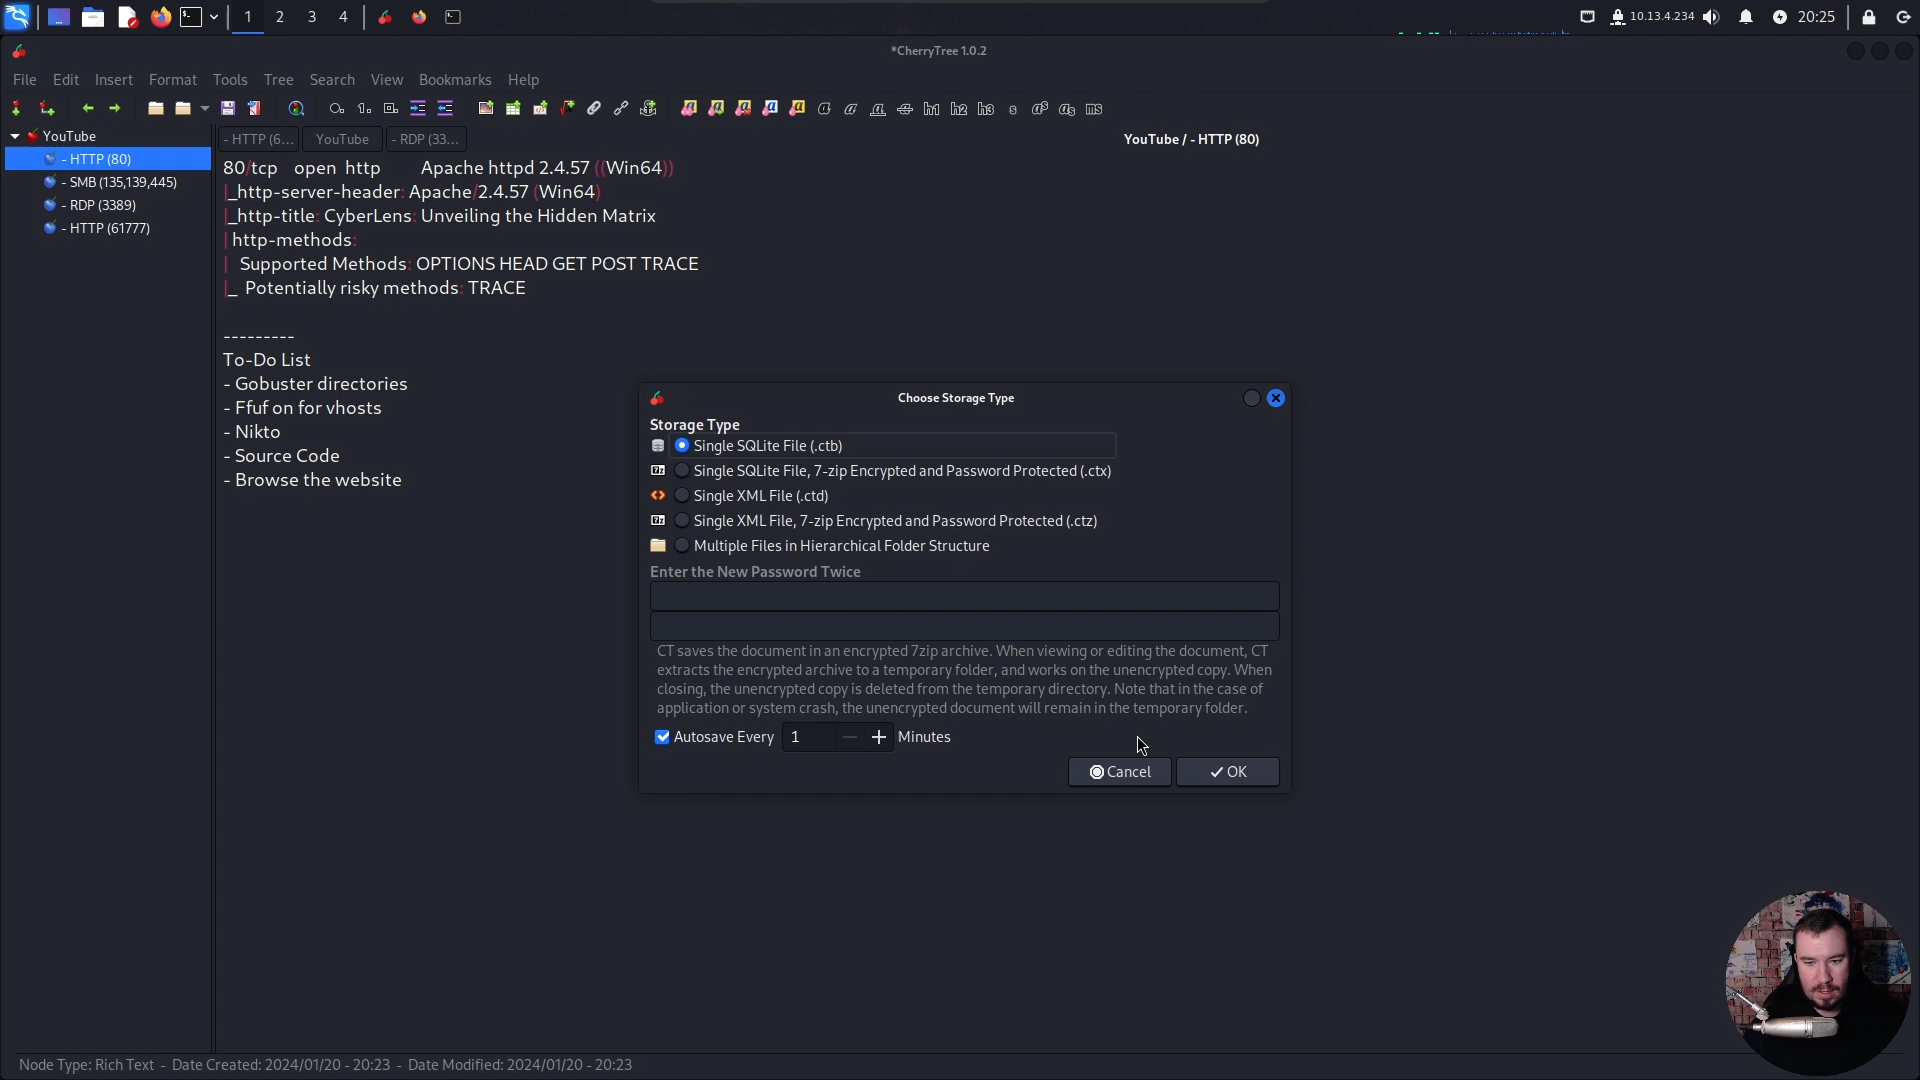 1 2 3 4
10.13.4.234
20:25
*CherryTree 1.0.2
File Edit Insert Format Tools Tree Search View Bookmarks Help
YouTube
- HTTP (80)
- SMB (135,139,445)
- RDP (3389)
- HTTP (61777)
- HTTP (6... YouTube - RDP (33...
YouTube / - HTTP (80)
80/tcp open http Apache httpd 2.4.57 ((Win64))
|_http-server-header: Apache/2.4.57 (Win64)
|_http-title: CyberLens: Unveiling the Hidden Matrix
| http-methods:
| Supported Methods: OPTIONS HEAD GET POST TRACE
|_ Potentially risky methods: TRACE
---------
To-Do List
- Gobuster directories
- Ffuf on for vhosts
- Nikto
- Source Code
- Browse the website
Choose Storage Type
Storage Type
Single SQLite File (.ctb)
Single SQLite File, 7-zip Encrypted and Password Protected (.ctx)
Single XML File (.ctd)
Single XML File, 7-zip Encrypted and Password Protected (.ctz)
Multiple Files in Hierarchical Folder Structure
Enter the New Password Twice
CT saves the document in an encrypted 7zip archive. When viewing or editing the document, CT
extracts the encrypted archive to a temporary folder, and works on the unencrypted copy. When
closing, the unencrypted copy is deleted from the temporary directory. Note that in the case of
application or system crash, the unencrypted document will remain in the temporary folder.
Autosave Every 1 Minutes
Cancel OK
Node Type: Rich Text - Date Created: 2024/01/20 - 20:23 - Date Modified: 2024/01/20 - 20:23